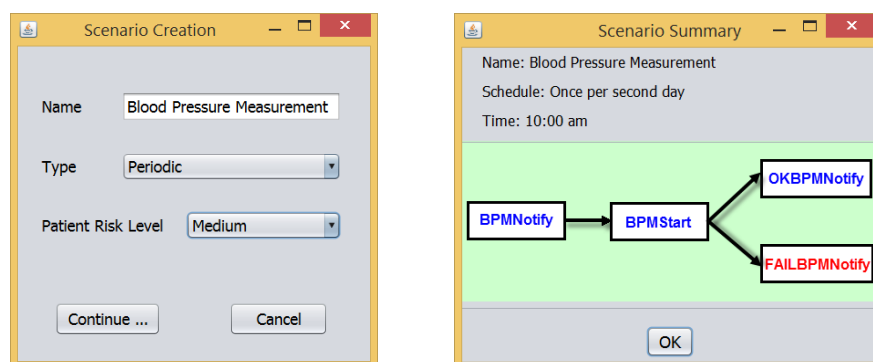 Scenario Creation
Name
Blood Pressure Measurement
Type
Periodic
Patient Risk Level
Medium
Continue ...
Cancel
Scenario Summary
Name: Blood Pressure Measurement
Schedule: Once per second day
Time: 10:00 am
BPMNotify
BPMStart
OKBPMNotify
FAILBPMNotify
OK